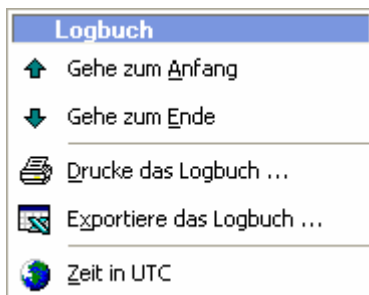 Logbuch
Gehe zum Anfang
Gehe zum Ende
Drucke das Logbuch ...
Exportiere das Logbuch ...
Zeit in UTC